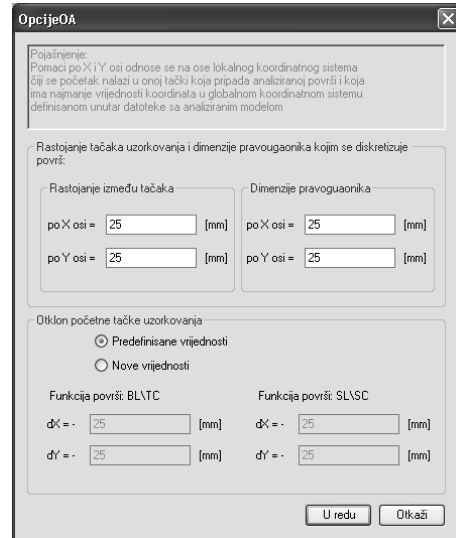 OpcijeOA
Pojašnjenje:
Pomaci po X i Y osi odnose se na ose lokalnog koordinatnog sistema
čiji se početak nalazi u onoj tački koja pripada analiziranoj površi i koja
ima najmanje vrijednosti koordinata u globalnom koordinatnom sistemu
definisanom unutar datoteke sa analiziranim modelom
Rastojanje tačaka uzorkovanja i dimenzije pravougaonika kojim se diskretizuje
površ:
Rastojanje između tačaka
po X osi = 25 [mm]
po Y osi = 25 [mm]
Dimenzije pravoguaonika
po X osi = 25 [mm]
po Y osi = 25 [mm]
Otklon početne tačke uzorkovanja
Predefinisane vrijednosti
Nove vrijednosti
Funkcija površi: BL\TC
dX = - 25 [mm]
dY = - 25 [mm]
Funkcija površi: SL\SC
dX = - 25 [mm]
dY = - 25 [mm]
U redu
Otkaži